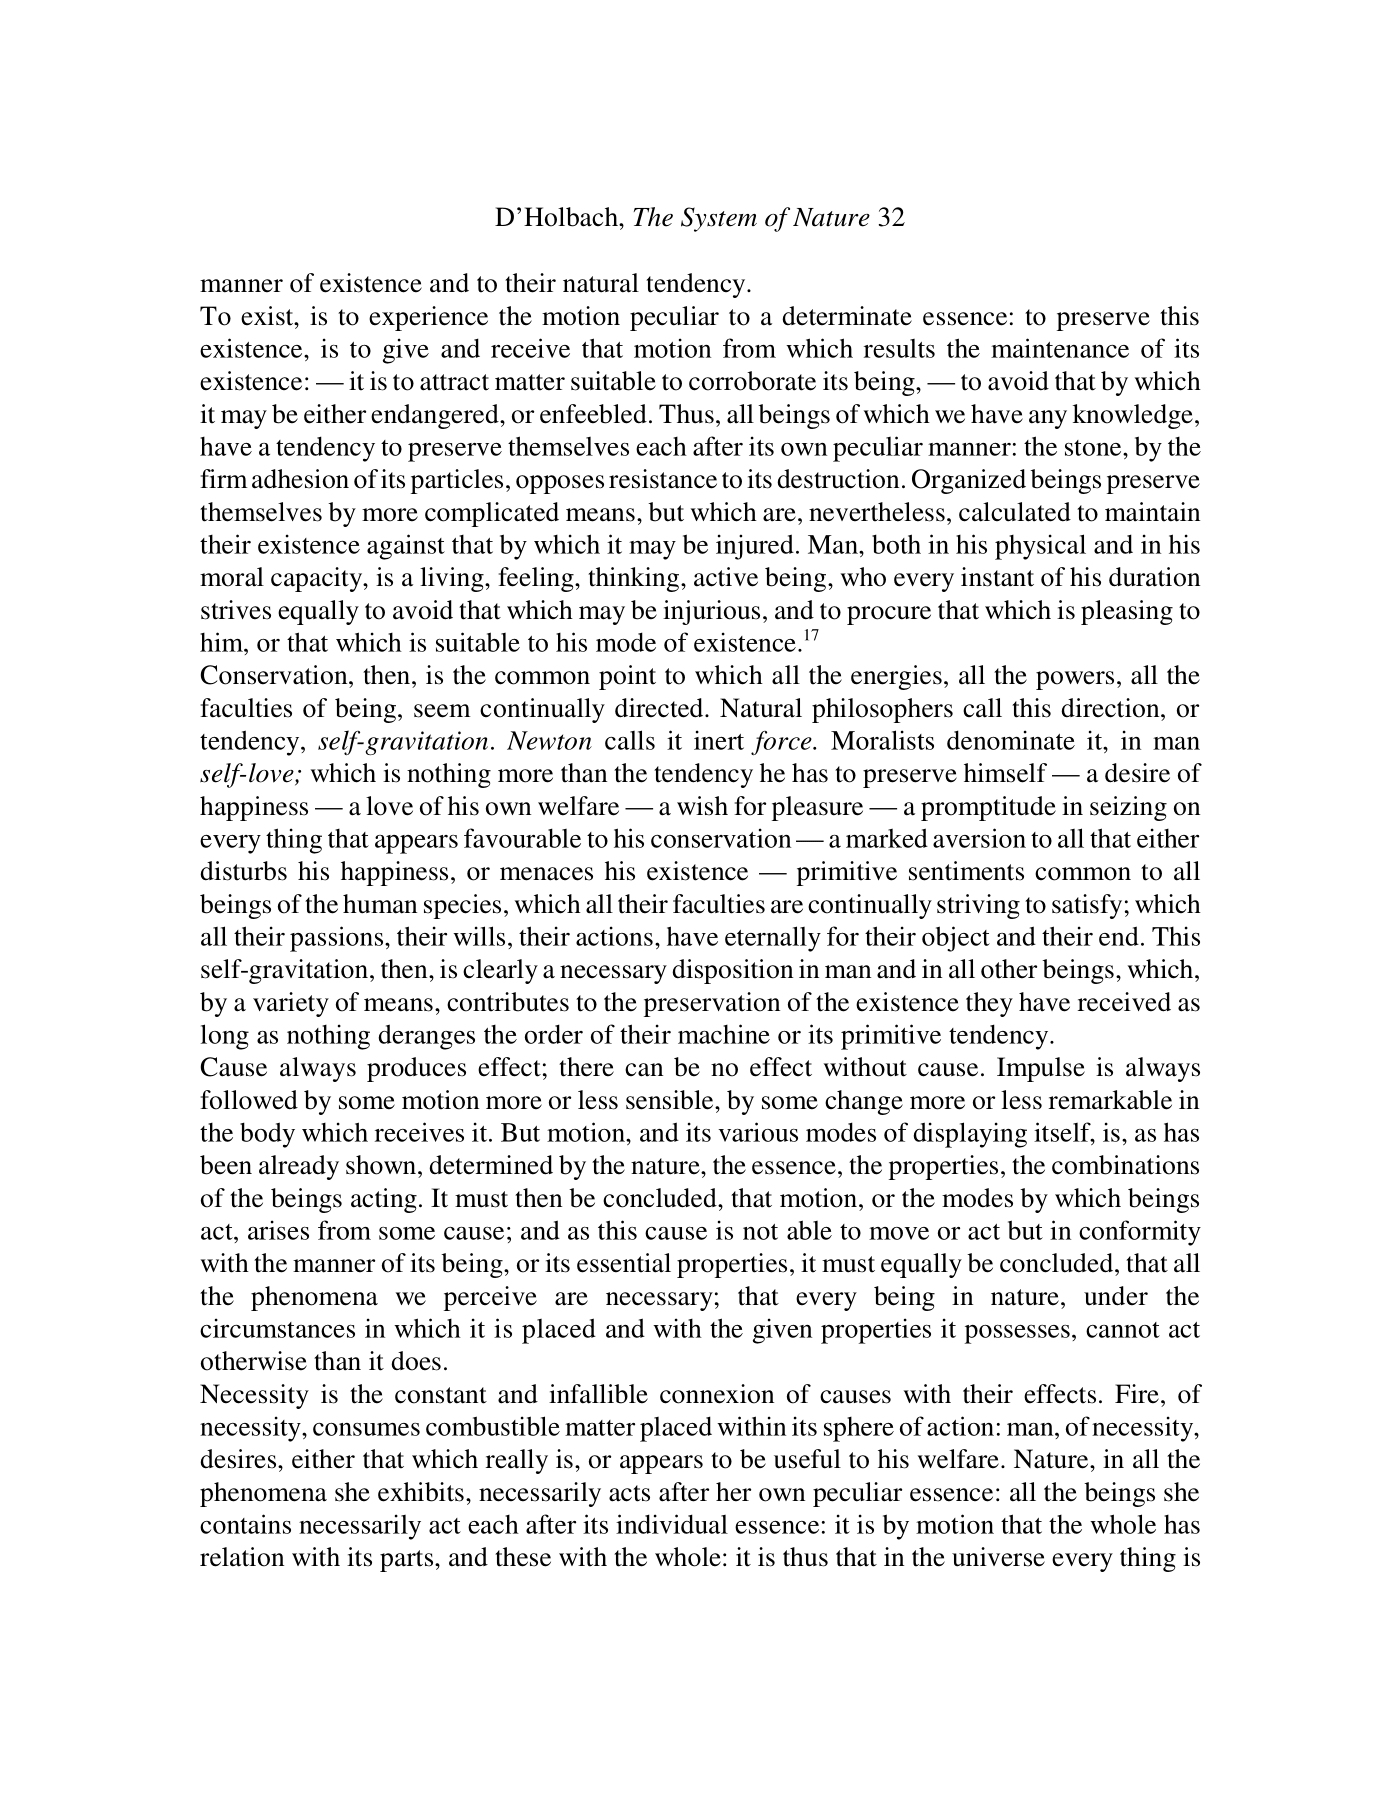 D’Holbach, The System of Nature 32
manner of existence and to their natural tendency.
To exist, is to experience the motion peculiar to a determinate essence: to preserve this
existence, is to give and receive that motion from which results the maintenance of its
existence: — it is to attract matter suitable to corroborate its being, — to avoid that by which
it may be either endangered, or enfeebled. Thus, all beings of which we have any knowledge,
have a tendency to preserve themselves each after its own peculiar manner: the stone, by the
firm adhesion of its particles, opposes resistance to its destruction. Organized beings preserve
themselves by more complicated means, but which are, nevertheless, calculated to maintain
their existence against that by which it may be injured. Man, both in his physical and in his
moral capacity, is a living, feeling, thinking, active being, who every instant of his duration
strives equally to avoid that which may be injurious, and to procure that which is pleasing to
him, or that which is suitable to his mode of existence.17
Conservation, then, is the common point to which all the energies, all the powers, all the
faculties of being, seem continually directed. Natural philosophers call this direction, or
tendency, self-gravitation. Newton calls it inert force. Moralists denominate it, in man
self-love; which is nothing more than the tendency he has to preserve himself — a desire of
happiness — a love of his own welfare — a wish for pleasure — a promptitude in seizing on
every thing that appears favourable to his conservation — a marked aversion to all that either
disturbs his happiness, or menaces his existence — primitive sentiments common to all
beings of the human species, which all their faculties are continually striving to satisfy; which
all their passions, their wills, their actions, have eternally for their object and their end. This
self-gravitation, then, is clearly a necessary disposition in man and in all other beings, which,
by a variety of means, contributes to the preservation of the existence they have received as
long as nothing deranges the order of their machine or its primitive tendency.
Cause always produces effect; there can be no effect without cause. Impulse is always
followed by some motion more or less sensible, by some change more or less remarkable in
the body which receives it. But motion, and its various modes of displaying itself, is, as has
been already shown, determined by the nature, the essence, the properties, the combinations
of the beings acting. It must then be concluded, that motion, or the modes by which beings
act, arises from some cause; and as this cause is not able to move or act but in conformity
with the manner of its being, or its essential properties, it must equally be concluded, that all
the phenomena we perceive are necessary; that every being in nature, under the
circumstances in which it is placed and with the given properties it possesses, cannot act
otherwise than it does.
Necessity is the constant and infallible connexion of causes with their effects. Fire, of
necessity, consumes combustible matter placed within its sphere of action: man, of necessity,
desires, either that which really is, or appears to be useful to his welfare. Nature, in all the
phenomena she exhibits, necessarily acts after her own peculiar essence: all the beings she
contains necessarily act each after its individual essence: it is by motion that the whole has
relation with its parts, and these with the whole: it is thus that in the universe every thing is